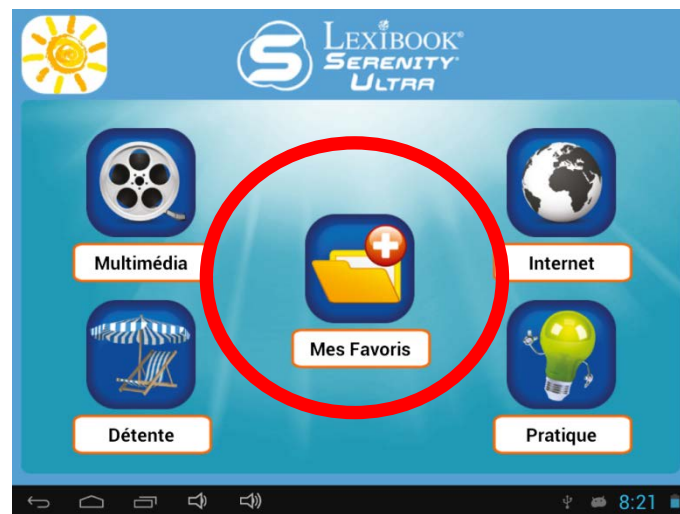 LEXIBOOK®
SERENITY
ULTRA
Multimédia
Internet
Mes Favoris
Détente
Pratique
8:21